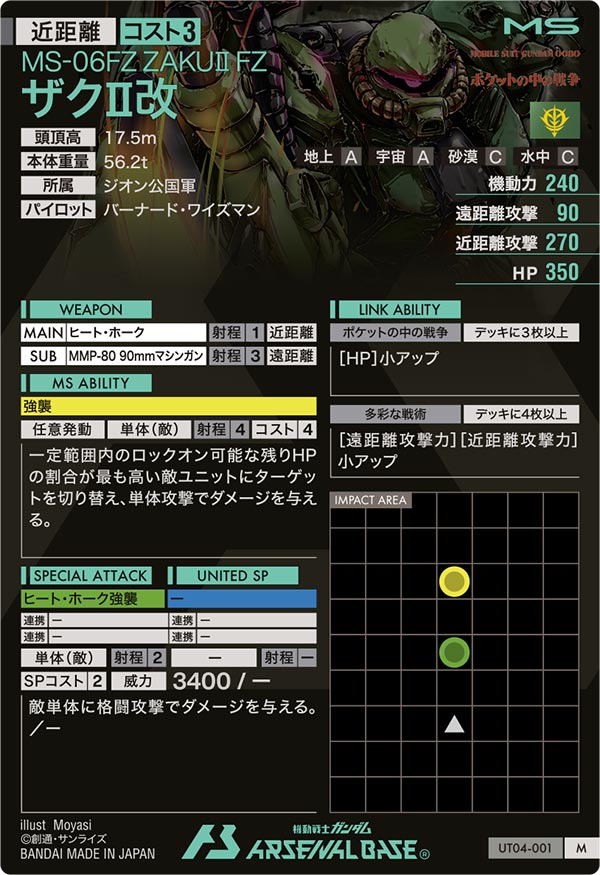 近距離 コスト3
MS
MS-06FZ ZAKUⅡ FZ
MOBILE SUIT GUNDAM 0080
ザクⅡ改
ポケットの中の戦争
頭頂高 17.5m
本体重量 56.2t
所属 ジオン公国軍
パイロット バーナード・ワイズマン
地上 A 宇宙 A 砂漠 C 水中 C
機動力 240
遠距離攻撃 90
近距離攻撃 270
HP 350
WEAPON
MAIN ヒート・ホーク 射程 1 近距離
SUB MMP-80 90mmマシンガン 射程 3 遠距離
MS ABILITY
強襲
任意発動 単体(敵) 射程 4 コスト 4
一定範囲内のロックオン可能な残りHP
の割合が最も高い敵ユニットにターゲッ
トを切り替え、単体攻撃でダメージを与え
る。
SPECIAL ATTACK UNITED SP
ヒート・ホーク強襲 ー
連携 ー 連携 ー
連携 ー 連携 ー
単体(敵) 射程 2 ー 射程 ー
SPコスト 2 威力 3400 / ー
敵単体に格闘攻撃でダメージを与える。
/ー
LINK ABILITY
ポケットの中の戦争 デッキに3枚以上
[HP]小アップ
多彩な戦術 デッキに4枚以上
[遠距離攻撃力][近距離攻撃力]
小アップ
IMPACT AREA
illust Moyasi
©創通・サンライズ
BANDAI MADE IN JAPAN
機動戦士ガンダム
AB ARSENAL BASE®
UT04-001 M